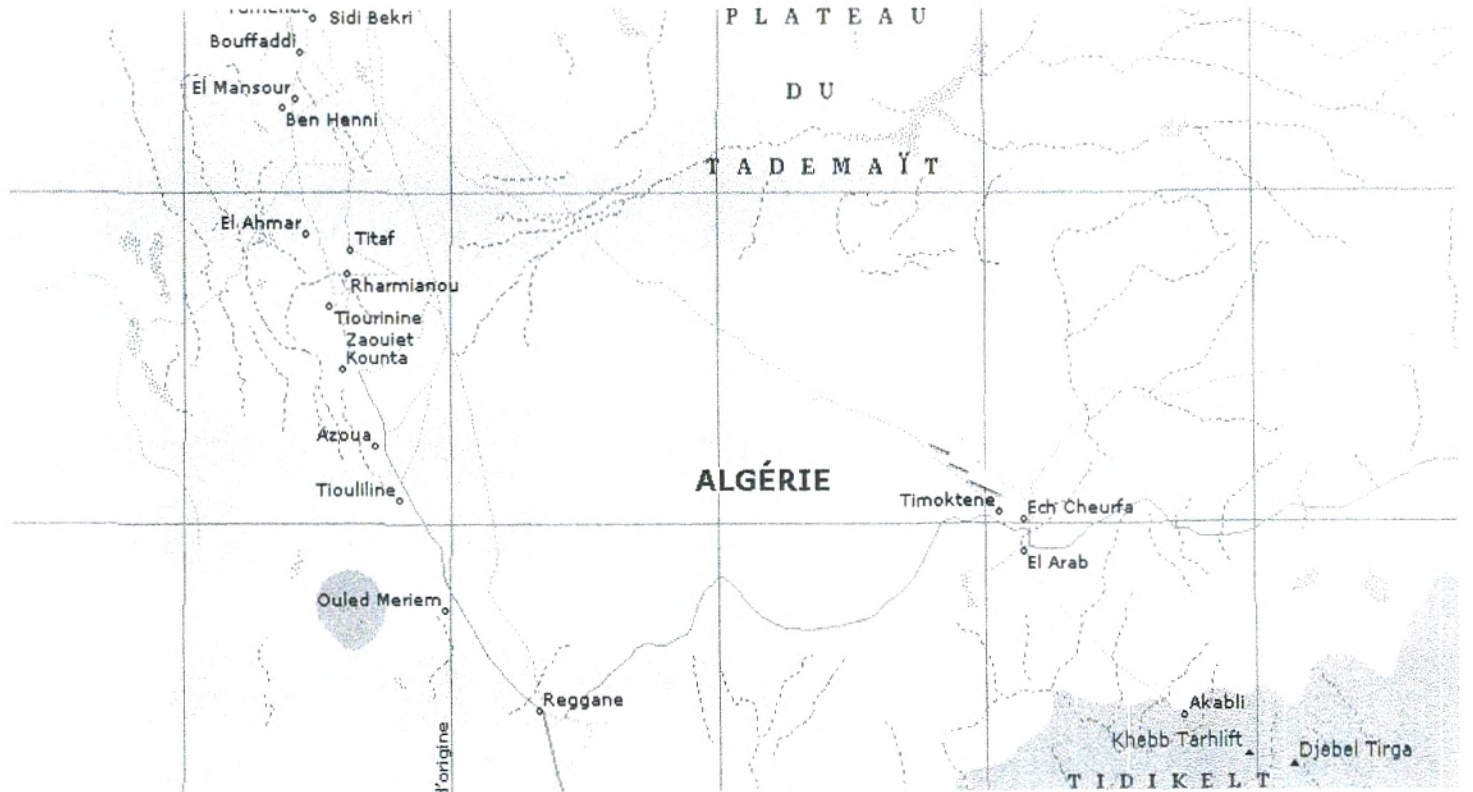 Sidi Bekri
PLATEAU
Bouffaddi
DU
El Mansour
Ben Henni
TADEMAÏT
El Ahmar
Titaf
Rharmianou
Tiourinine
Zaouiet
Kounta
Azoua
ALGÉRIE
Tiouliline
Timoktene
Ech Cheurfa
El Arab
Ouled Meriem
Reggane
Akabli
Khebb Tarhlift
Djebel Tirga
d'origine
TIDIKELT